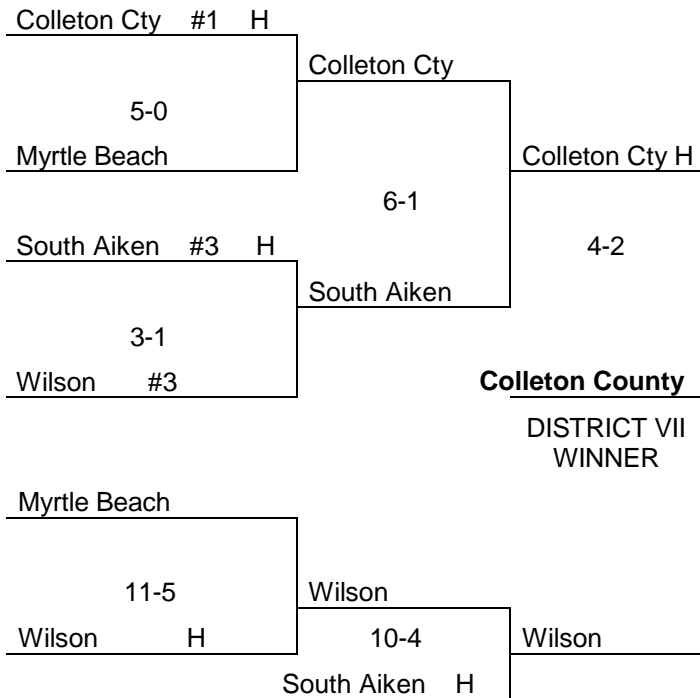 Colleton Cty #1 H
Colleton Cty
5-0
Myrtle Beach
Colleton Cty H
6-1
South Aiken #3 H
4-2
South Aiken
3-1
Wilson #3
Colleton County
DISTRICT VII
WINNER
Myrtle Beach
11-5
Wilson
Wilson H
10-4
Wilson
South Aiken H